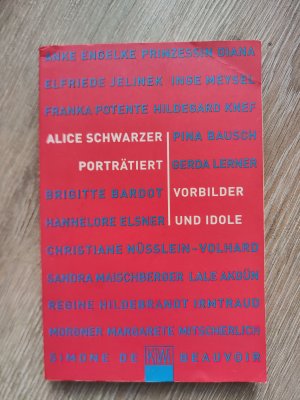 ANKE ENGELKE PRINZESSIN DIANA
ELFRIEDE JELINEK INGE MEYSEL
FRANKA POTENTE HILDEGARD KNEF
ALICE SCHWARZER PINA BAUSCH
PORTRÄTIERT GERDA LERNER
BRIGITTE BARDOT VORBILDER
HANNELORE ELSNER UND IDOLE
CHRISTIANE NÜSSLEIN-VOLHARD
SANDRA MAISCHBERGER LALE AKGÜN
REGINE HILDEBRANDT IRMTRAUD
MORGNER MARGARETE MITSCHERLICH
SIMONE DE KiWi BEAUVOIR